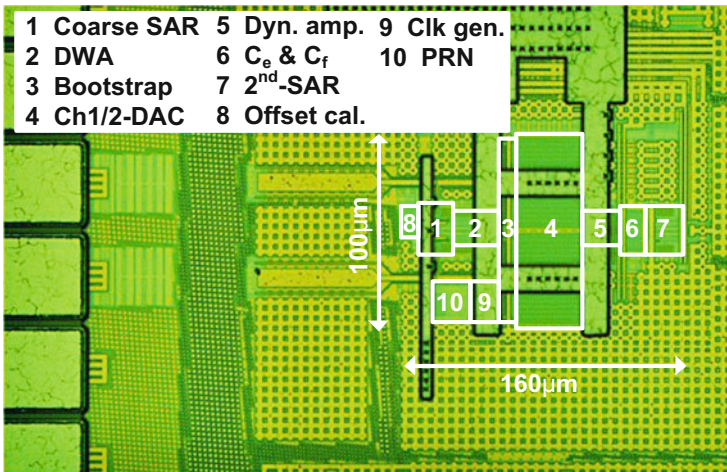 1 Coarse SAR 5 Dyn. amp. 9 Clk gen.
2 DWA 6 Ce & Cf 10 PRN
3 Bootstrap 7 2nd-SAR
4 Ch1/2-DAC 8 Offset cal.
100μm
8 1 2 3 4 5 6 7
10 9
160μm